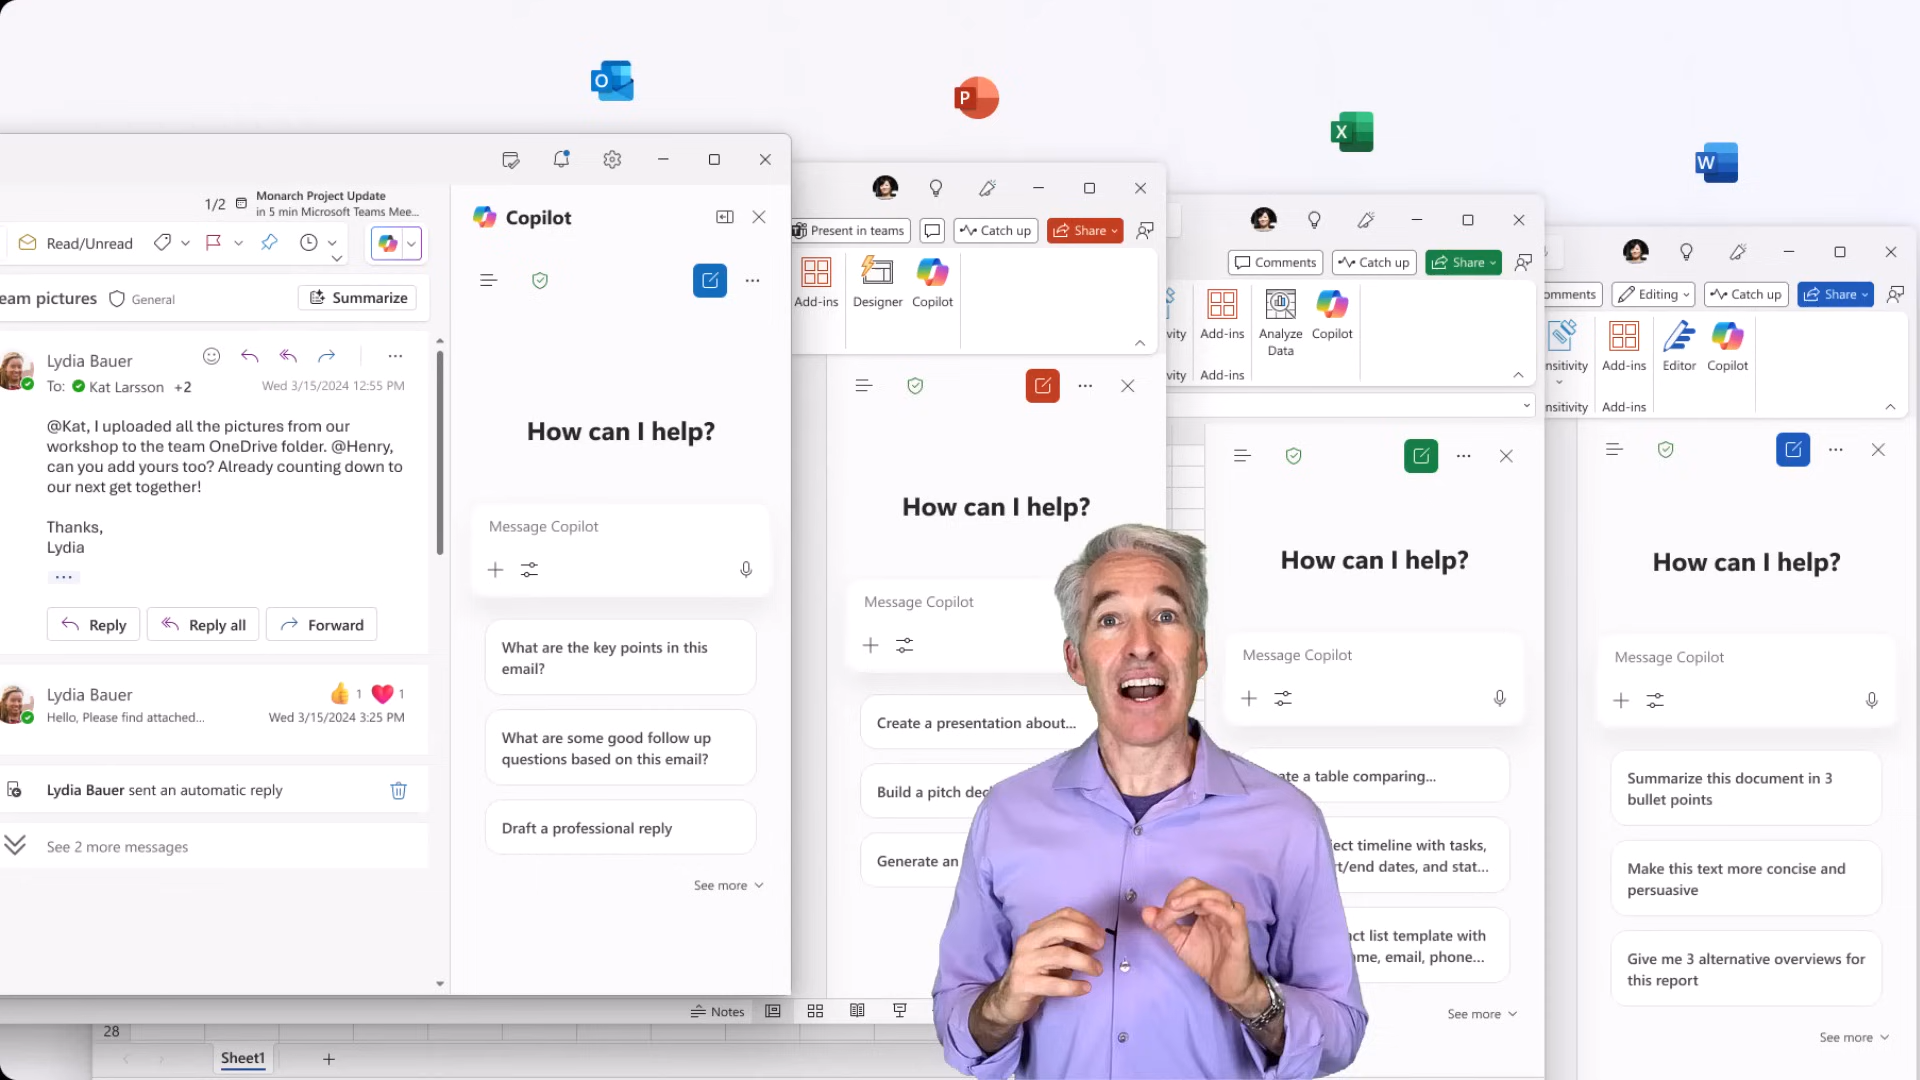 O
P
X
W
1/2
Monarch Project Update
in 5 min Microsoft Teams Mee...
Read/Unread
eam pictures
General
Summarize
Lydia Bauer
To: Kat Larsson +2
Wed 3/15/2024 12:55 PM
@Kat, I uploaded all the pictures from our
workshop to the team OneDrive folder. @Henry,
can you add yours too? Already counting down to
our next get together!
Thanks,
Lydia
Reply
Reply all
Forward
Lydia Bauer
1
1
Hello, Please find attached...
Wed 3/15/2024 3:25 PM
Lydia Bauer sent an automatic reply
See 2 more messages
Copilot
How can I help?
Message Copilot
What are the key points in this
email?
What are some good follow up
questions based on this email?
Draft a professional reply
See more
Present in teams
Catch up
Share
Add-ins
Designer
Copilot
How can I help?
Message Copilot
Create a presentation about...
Build a pitch dec
Generate an
Notes
28
Sheet1
Comments
Catch up
Share
vity
Add-ins
Analyze
Data
Copilot
vity
Add-ins
How can I help?
Message Copilot
ate a table comparing...
ject timeline with tasks,
rt/end dates, and stat...
act list template with
me, email, phone...
See more
omments
Editing
Catch up
Share
nsitivity
Add-ins
Editor
Copilot
nsitivity
Add-ins
How can I help?
Message Copilot
Summarize this document in 3
bullet points
Make this text more concise and
persuasive
Give me 3 alternative overviews for
this report
See more